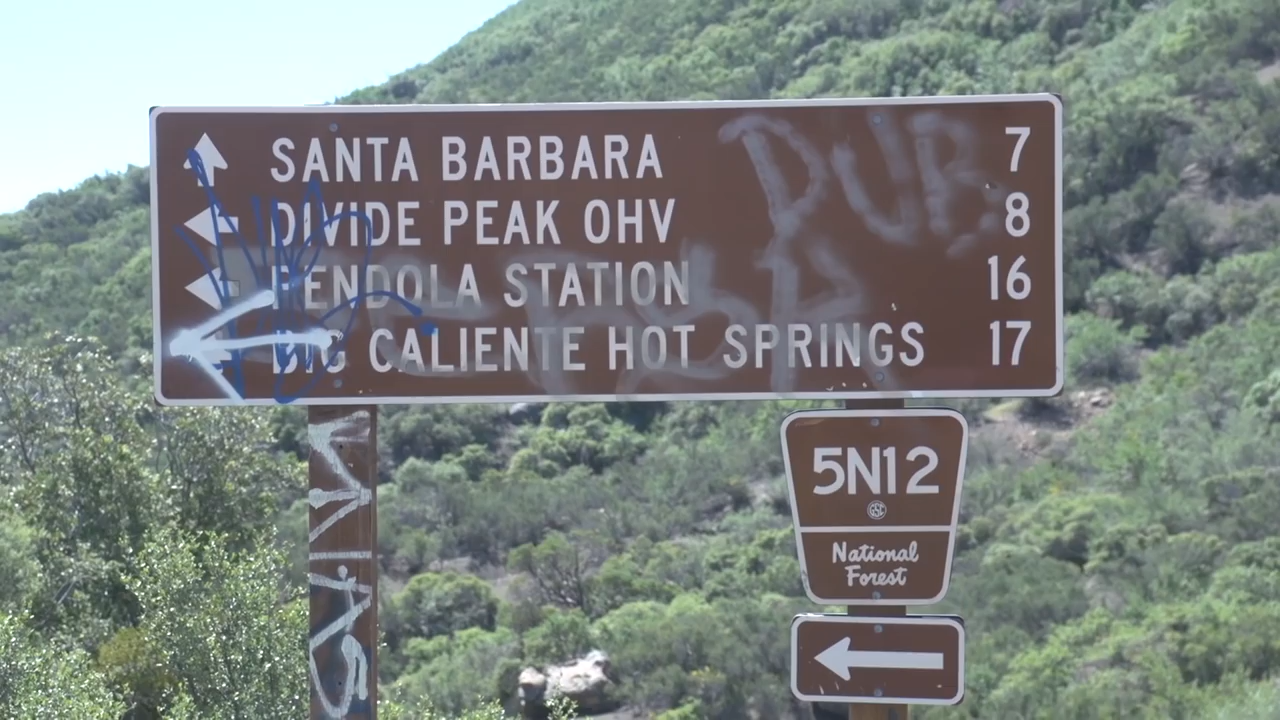 SANTA BARBARA 7
DIVIDE PEAK OHV 8
PENDOLA STATION 16
BIG CALIENTE HOT SPRINGS 17
5N12
National
Forest